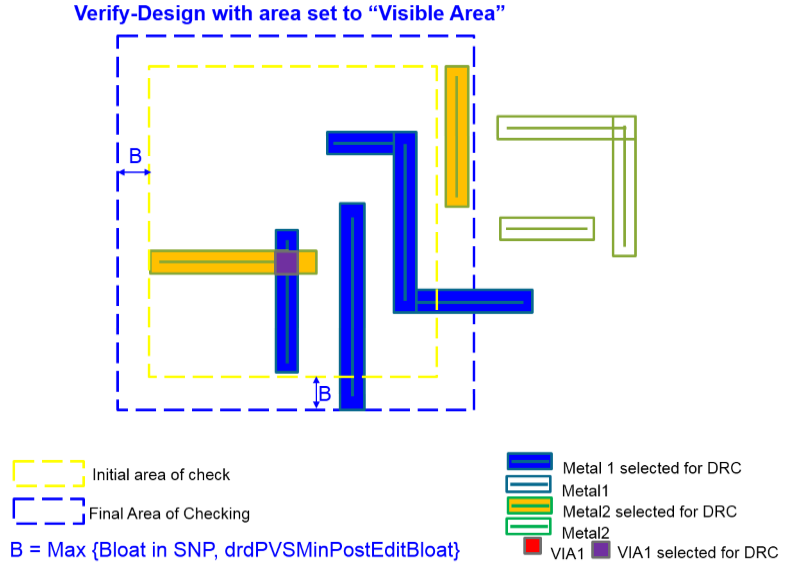 Verify-Design with area set to “Visible Area”
B
B
Initial area of check
Final Area of Checking
B = Max {Bloat in SNP, drdPVSMinPostEditBloat}
Metal 1 selected for DRC
Metal1
Metal2 selected for DRC
Metal2
VIA1 VIA1 selected for DRC